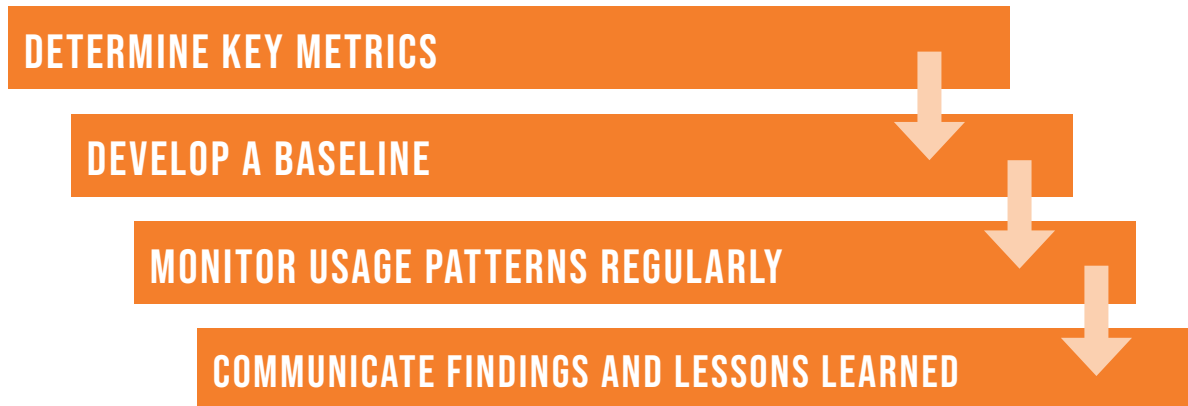 DETERMINE KEY METRICS
DEVELOP A BASELINE
MONITOR USAGE PATTERNS REGULARLY
COMMUNICATE FINDINGS AND LESSONS LEARNED